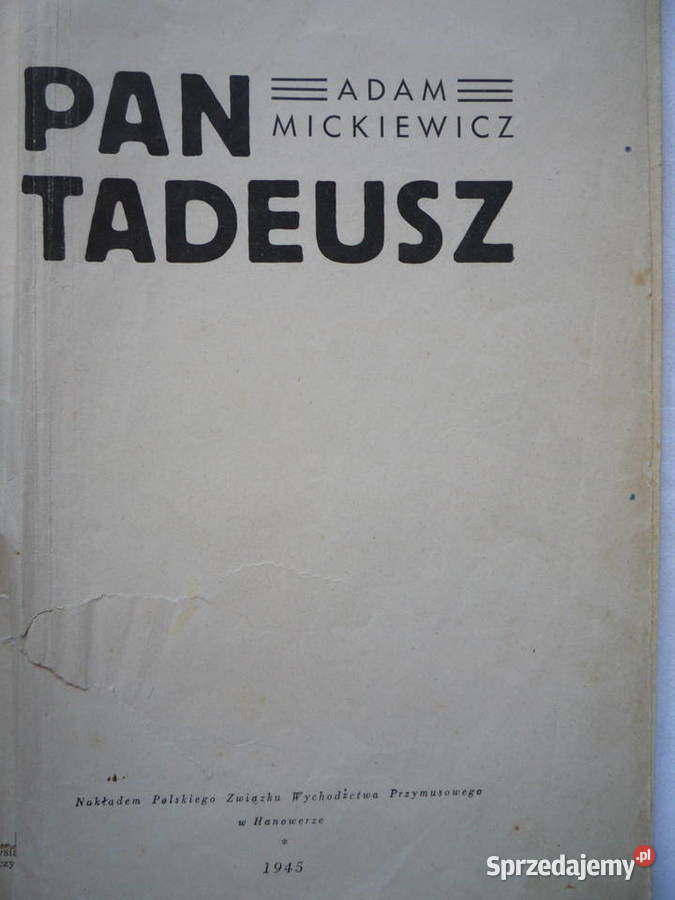 PAN
ADAM
MICKIEWICZ
TADEUSZ
Nakładem Polskiego Związku Wychodźctwa Przymusowego
w Hanowerze
*
1945
Sprzedajemy.pl